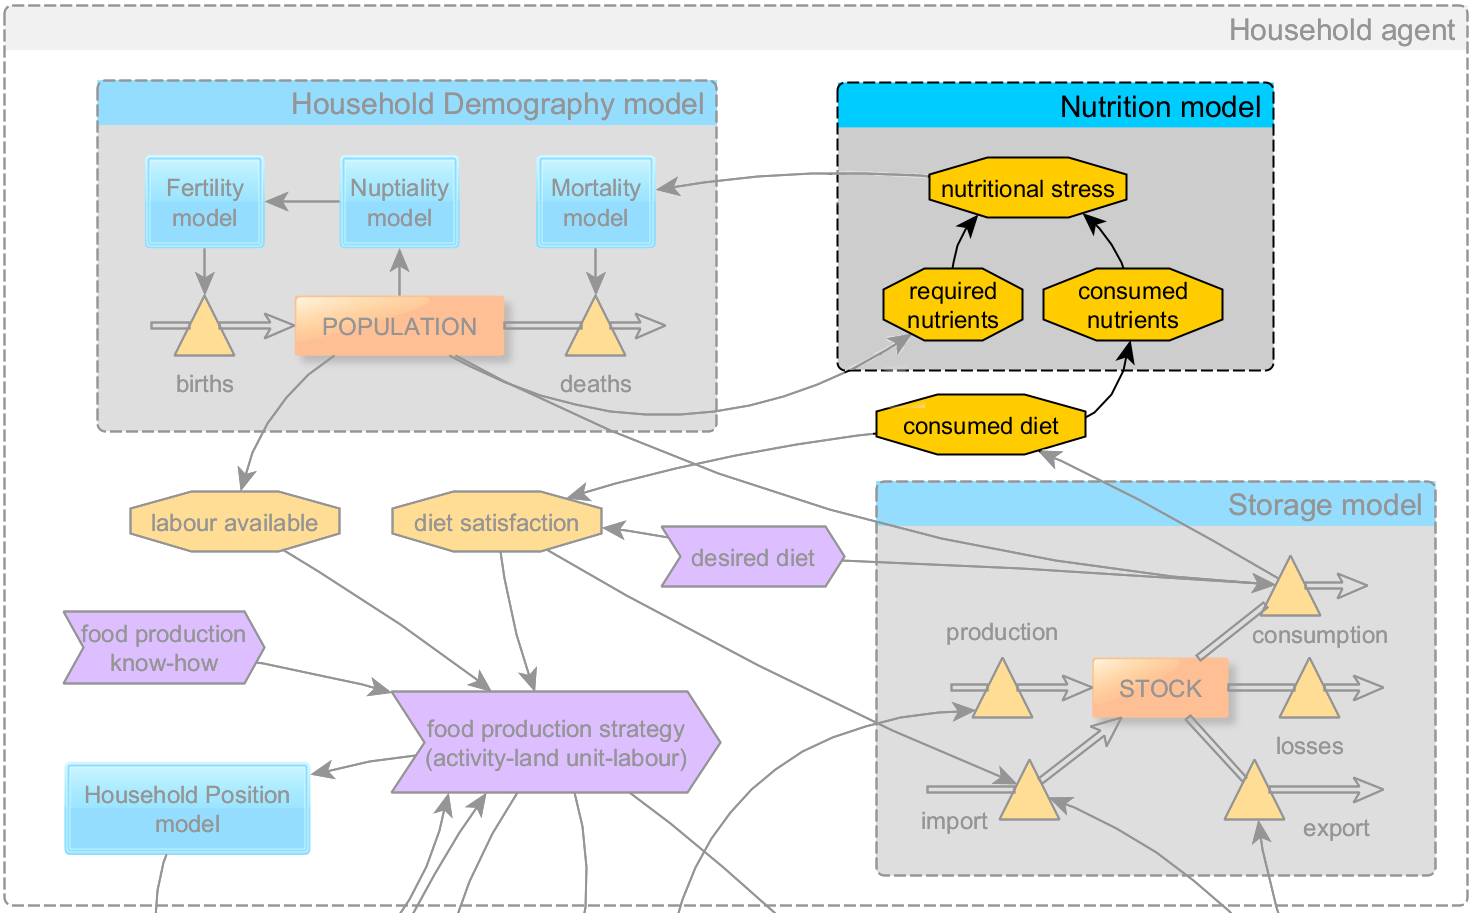 Household agent
Household Demography model
Nutrition model
Fertility
model
Nuptiality
model
Mortality
model
nutritional stress
required
nutrients
consumed
nutrients
POPULATION
births
deaths
consumed diet
labour available
diet satisfaction
desired diet
Storage model
food production
know-how
production
consumption
STOCK
food production strategy
(activity-land unit-labour)
losses
Household Position
model
import
export